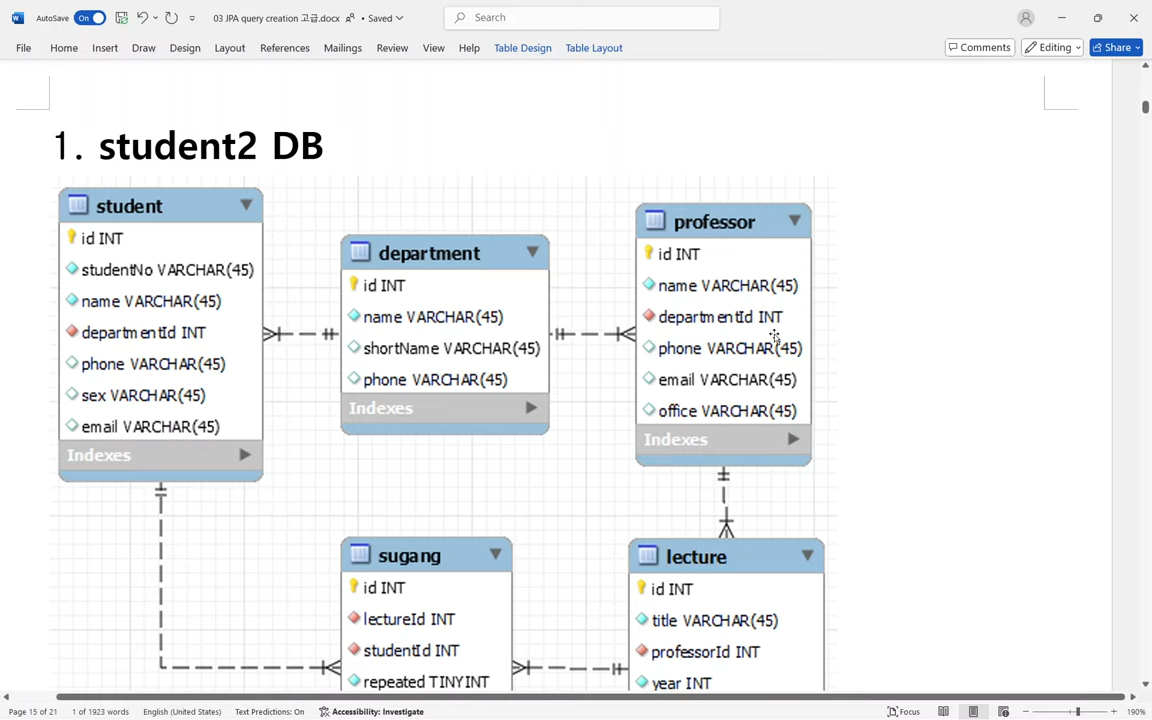 AutoSave On 03 JPA query creation 고급.docx • Saved Search
File Home Insert Draw Design Layout References Mailings Review View Help Table Design Table Layout Comments Editing Share
1. student2 DB
student
id INT
studentNo VARCHAR(45)
name VARCHAR(45)
departmentId INT
phone VARCHAR(45)
sex VARCHAR(45)
email VARCHAR(45)
Indexes
department
id INT
name VARCHAR(45)
shortName VARCHAR(45)
phone VARCHAR(45)
Indexes
professor
id INT
name VARCHAR(45)
departmentId INT
phone VARCHAR(45)
email VARCHAR(45)
office VARCHAR(45)
Indexes
sugang
id INT
lectureId INT
studentId INT
repeated TINYINT
lecture
id INT
title VARCHAR(45)
professorId INT
year INT
Page 15 of 21 1 of 1923 words English (United States) Text Predictions: On Accessibility: Investigate Focus 190%